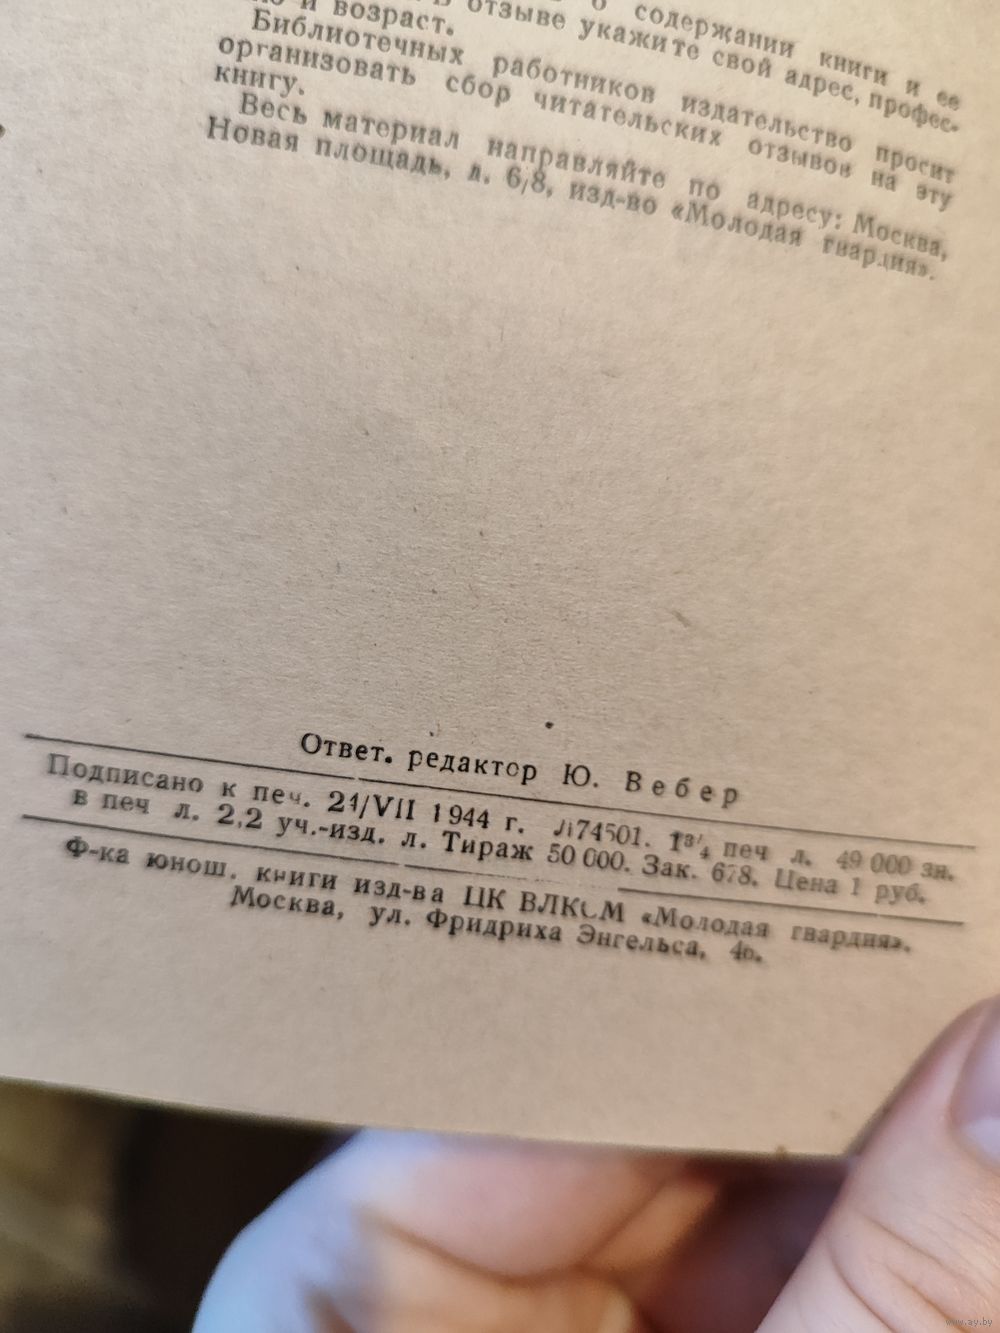 о содержании книги и ее
отзыве укажите свой адрес, профес-
и возраст.
Библиотечных работников издательство просит
организовать сбор читательских отзывов на эту
книгу.
Весь материал направляйте по адресу: Москва,
Новая площадь, д. 6/8, изд-во «Молодая гвардия».
Ответ. редактор Ю. Вебер
Подписано к печ. 21/VII 1944 г. Л74501. 1³/₄ печ л. 49 000 зн.
в печ л. 2,2 уч.-изд. л. Тираж 50 000. Зак. 678. Цена 1 руб.
Ф-ка юнош. книги изд-ва ЦК ВЛКСМ «Молодая гвардия».
Москва, ул. Фридриха Энгельса,
www.ay.by